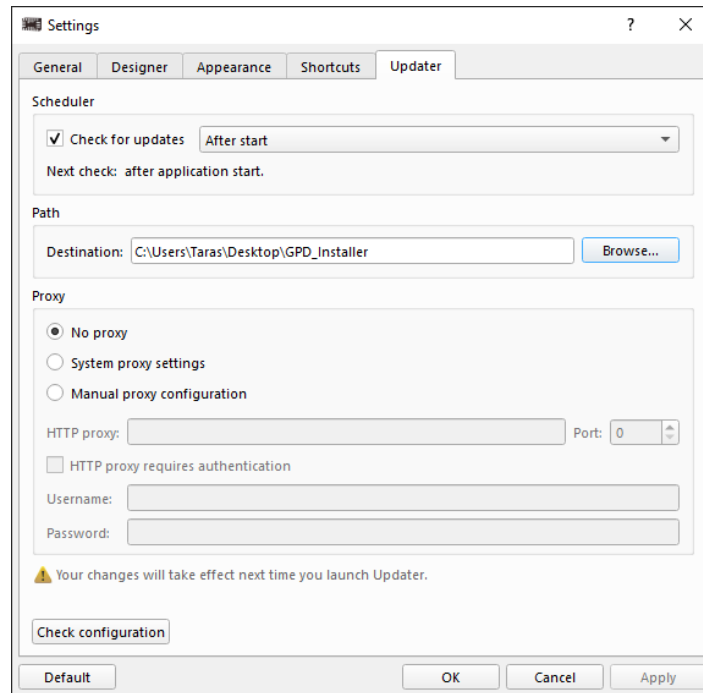 Settings
General Designer Appearance Shortcuts Updater
Scheduler
Check for updates After start
Next check: after application start.
Path
Destination: C:\Users\Taras\Desktop\GPD_Installer Browse...
Proxy
No proxy
System proxy settings
Manual proxy configuration
HTTP proxy: Port: 0
HTTP proxy requires authentication
Username:
Password:
Your changes will take effect next time you launch Updater.
Check configuration
Default OK Cancel Apply